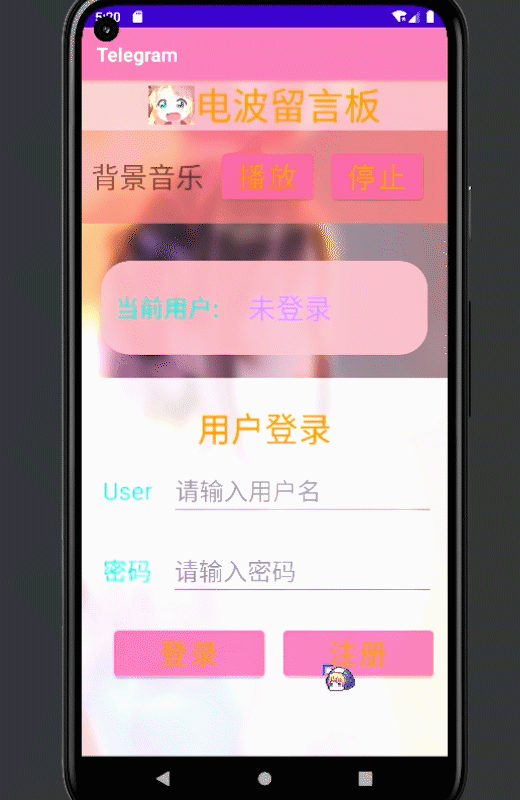 5:20
Telegram
电波留言板
背景音乐 播放 停止
当前用户: 未登录
用户登录
User 请输入用户名
密码 请输入密码
登录 注册